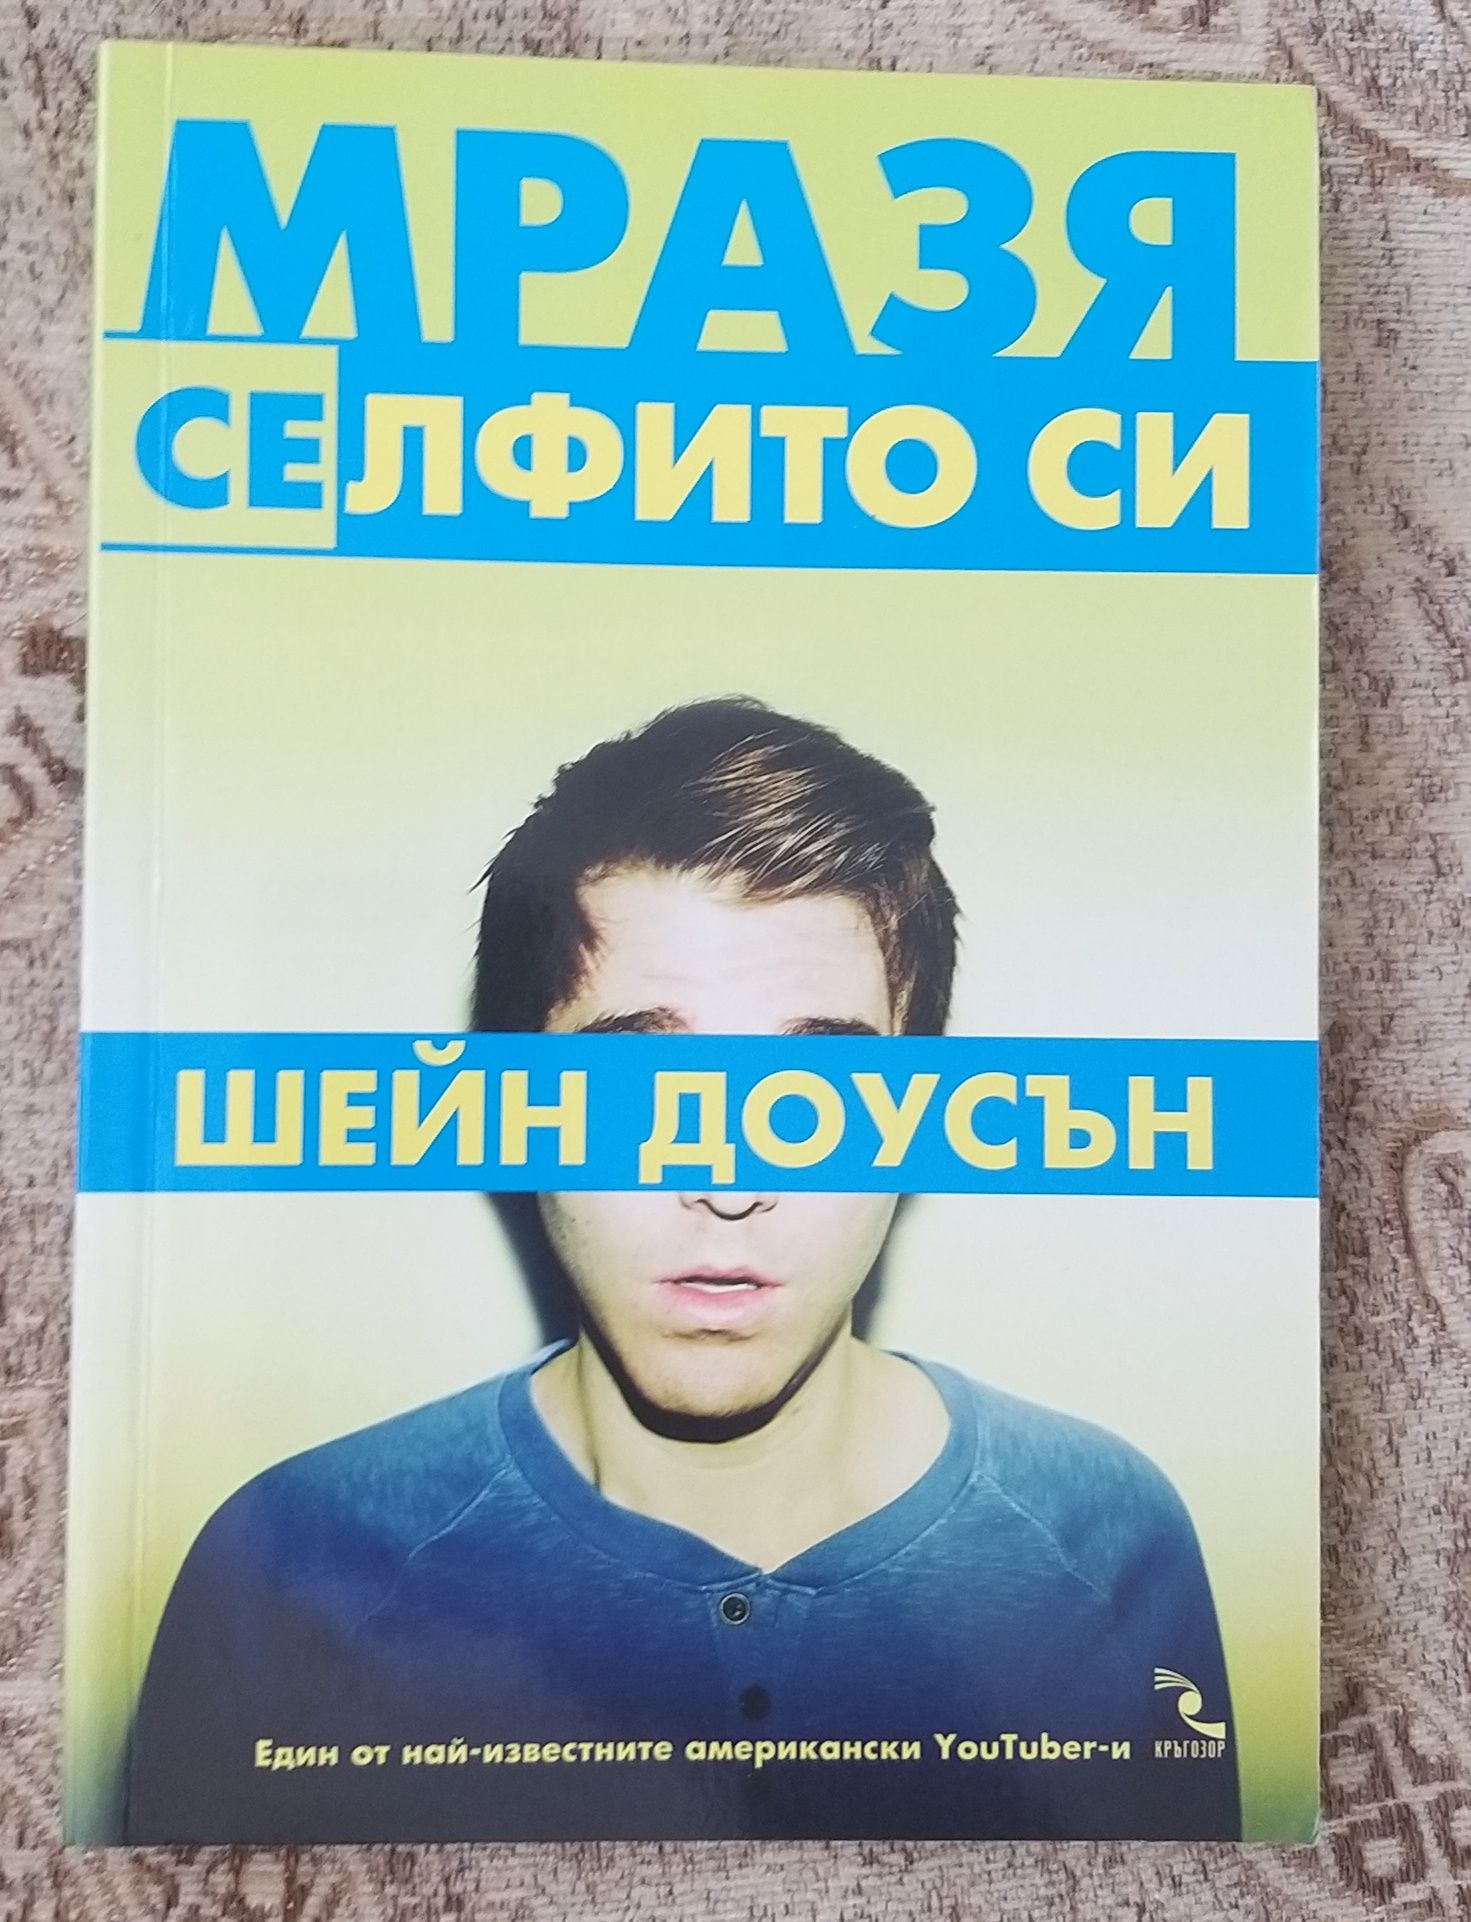 МРАЗЯ
СЕЛФИТО СИ
ШЕЙН ДОУСЪН
Един от най-известните американски YouTuber-и
КРЪГОЗОР